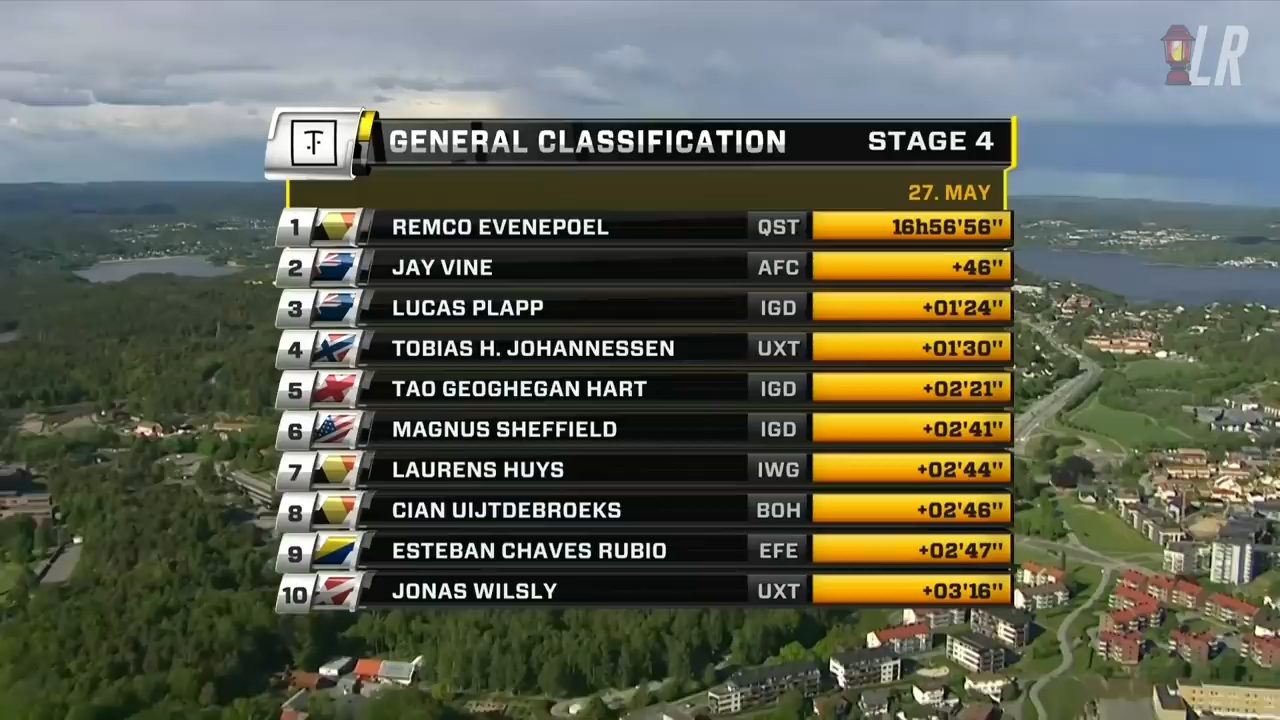 LR
GENERAL CLASSIFICATION STAGE 4
27. MAY
1 REMCO EVENEPOEL QST 16h56'56"
2 JAY VINE AFC +46"
3 LUCAS PLAPP IGD +01'24"
4 TOBIAS H. JOHANNESSEN UXT +01'30"
5 TAO GEOGHEGAN HART IGD +02'21"
6 MAGNUS SHEFFIELD IGD +02'41"
7 LAURENS HUYS IWG +02'44"
8 CIAN UIJTDEBROEKS BOH +02'46"
9 ESTEBAN CHAVES RUBIO EFE +02'47"
10 JONAS WILSLY UXT +03'16"